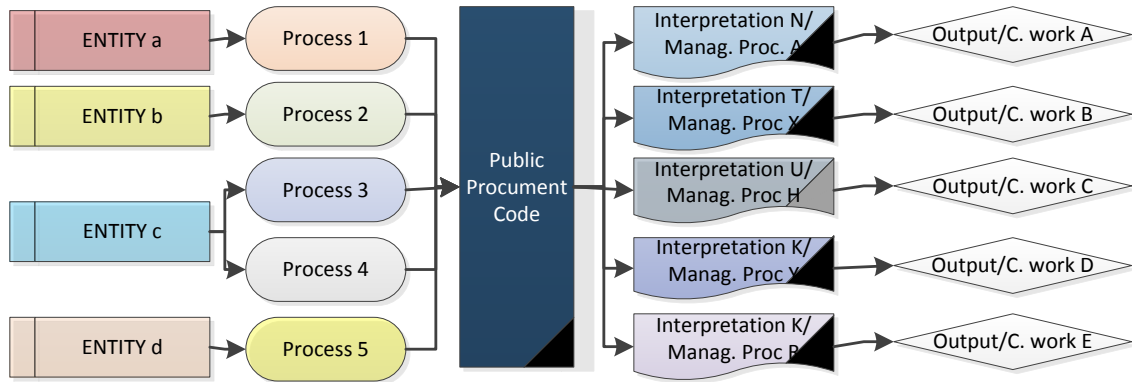 ENTITY a
Process 1
ENTITY b
Process 2
ENTITY c
Process 3
Process 4
ENTITY d
Process 5
Public
Procument
Code
Interpretation N/
Manag. Proc. A
Output/C. work A
Interpretation T/
Manag. Proc X
Output/C. work B
Interpretation U/
Manag. Proc H
Output/C. work C
Interpretation K/
Manag. Proc Y
Output/C. work D
Interpretation K/
Manag. Proc
Output/C. work E